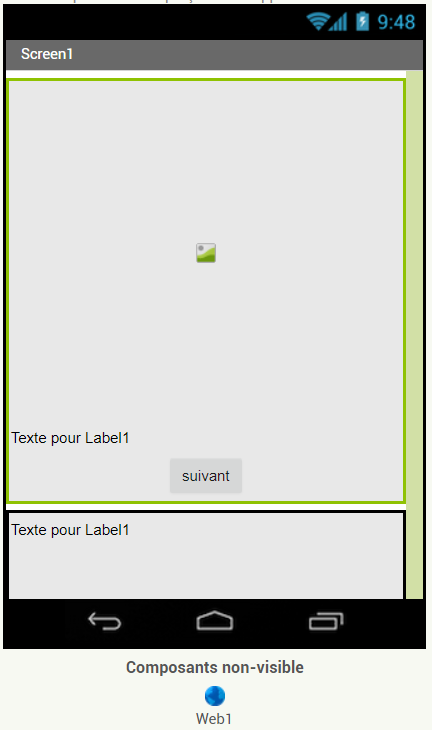 9:48
Screen1
Texte pour Label1
suivant
Texte pour Label1
Composants non-visible
Web1